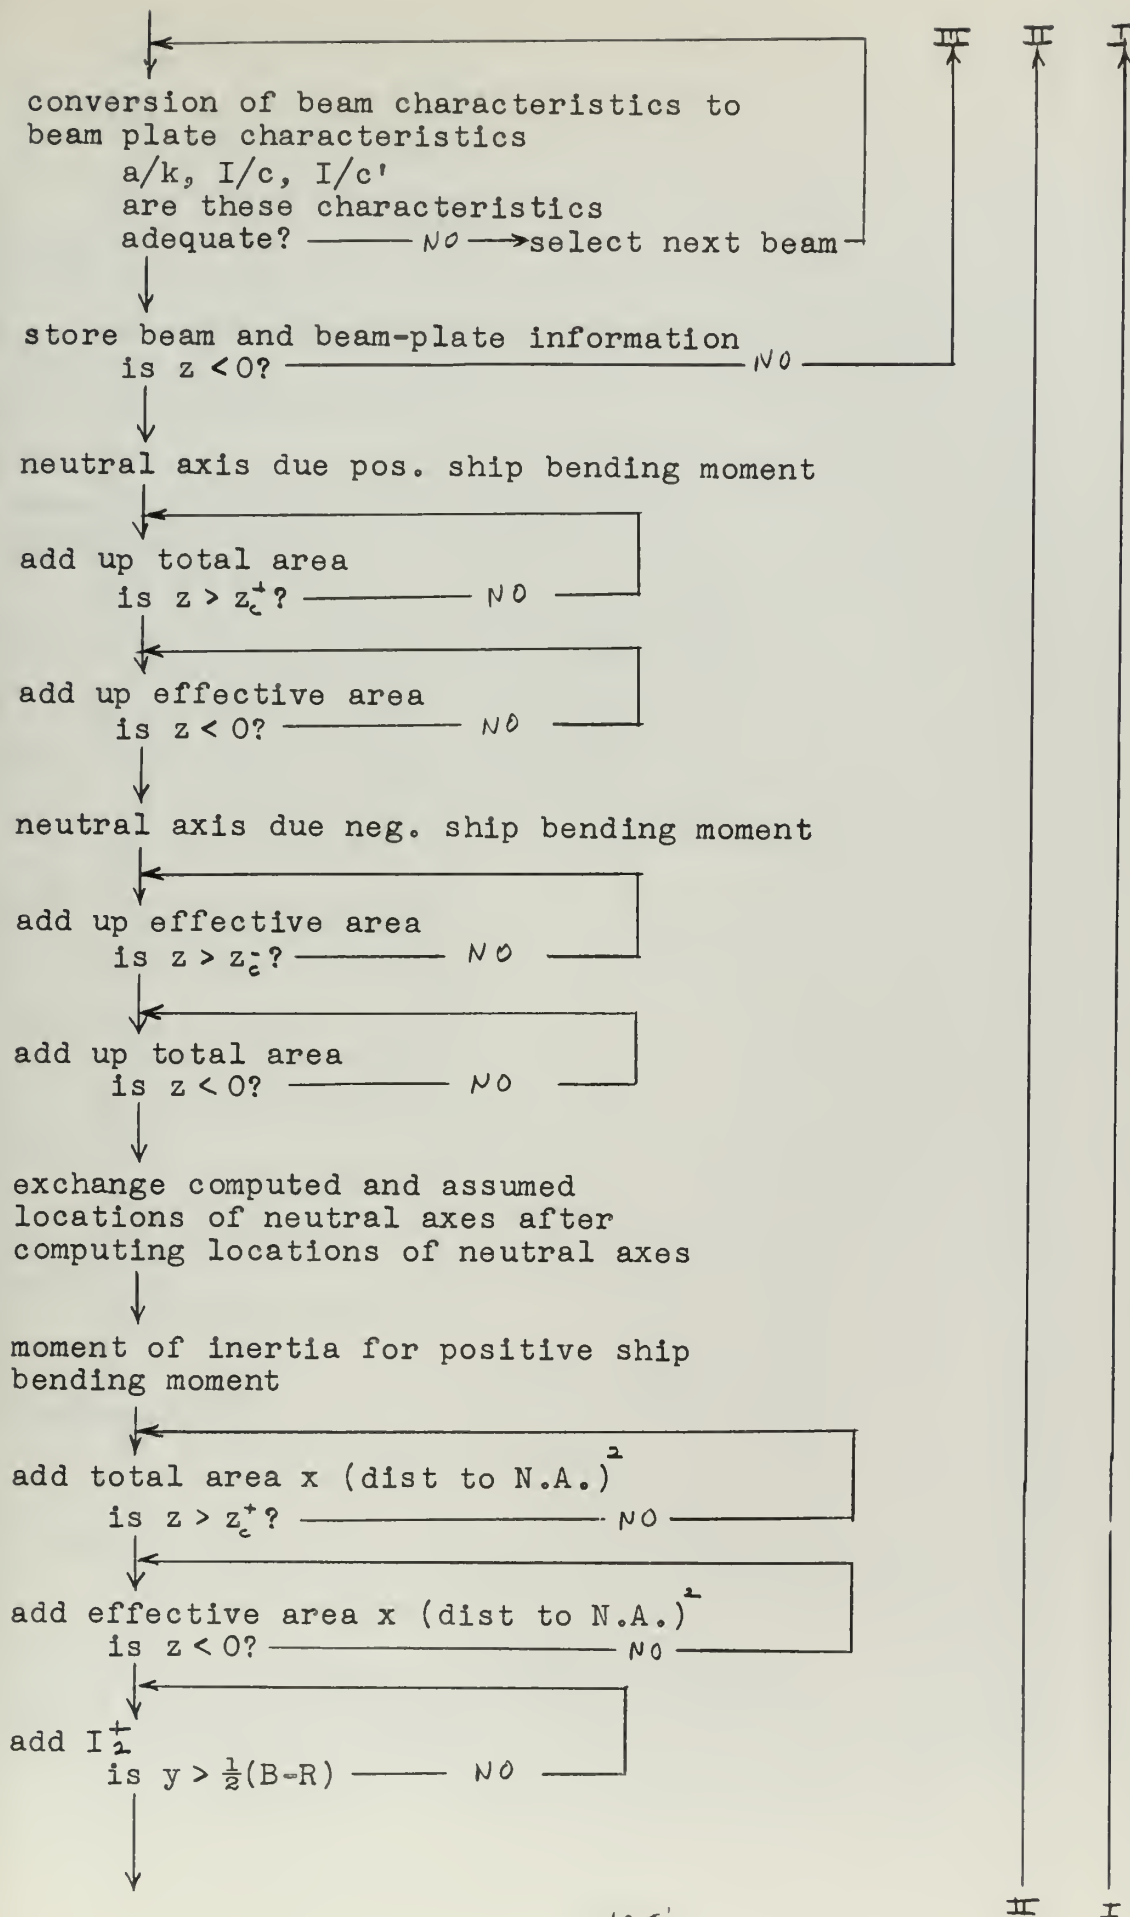 III II I
conversion of beam characteristics to
beam plate characteristics
a/k, I/c, I/c'
are these characteristics
adequate? NO select next beam
store beam and beam-plate information
is z < 0? NO
neutral axis due pos. ship bending moment
add up total area
is z > z_c^+? NO
add up effective area
is z < 0? NO
neutral axis due neg. ship bending moment
add up effective area
is z > z_c^-? NO
add up total area
is z < 0? NO
exchange computed and assumed
locations of neutral axes after
computing locations of neutral axes
moment of inertia for positive ship
bending moment
add total area x (dist to N.A.)²
is z > z_c^+? NO
add effective area x (dist to N.A.)²
is z < 0? NO
add I_2^+
is y > ½(B-R) NO
II I